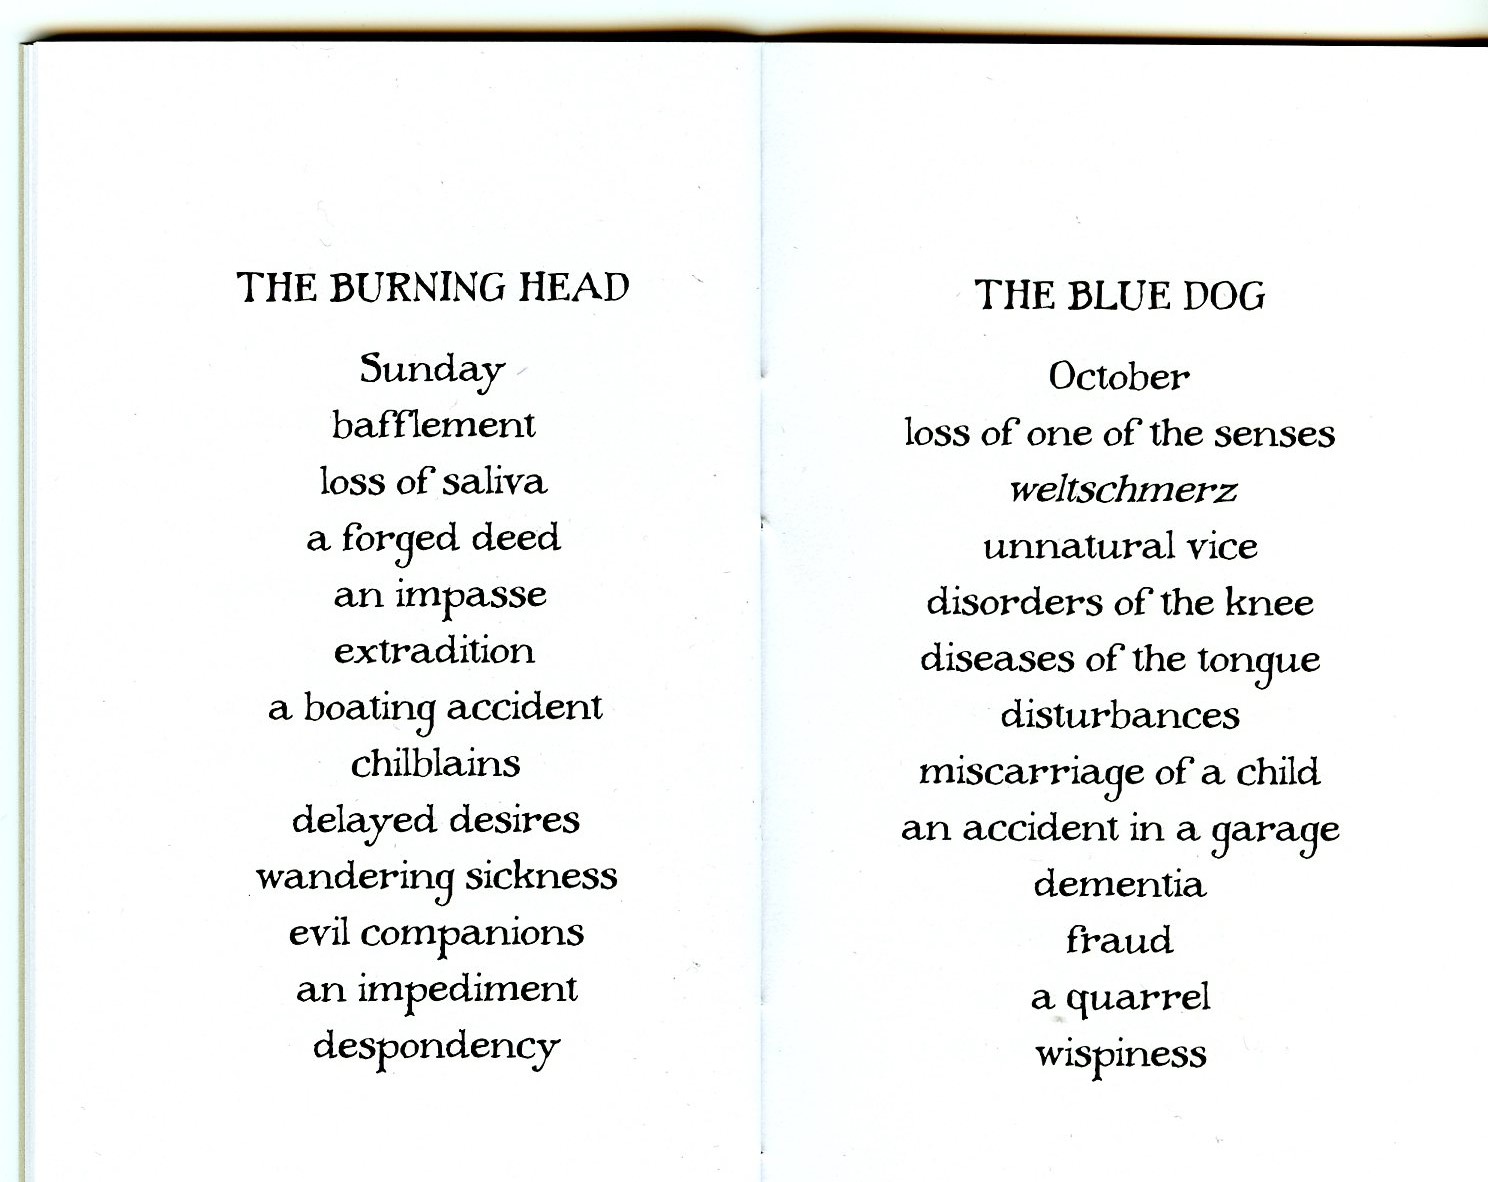 THE BURNING HEAD
Sunday
bafflement
loss of saliva
a forged deed
an impasse
extradition
a boating accident
chilblains
delayed desires
wandering sickness
evil companions
an impediment
despondency
THE BLUE DOG
October
loss of one of the senses
weltschmerz
unnatural vice
disorders of the knee
diseases of the tongue
disturbances
miscarriage of a child
an accident in a garage
dementia
fraud
a quarrel
wispiness